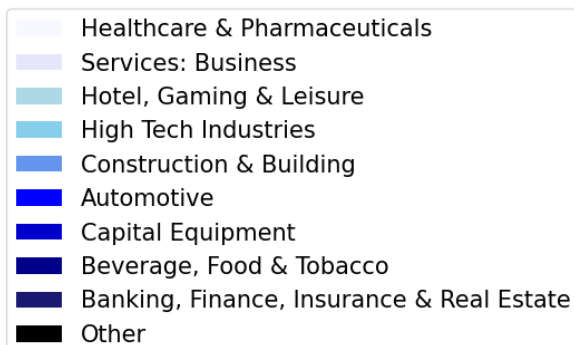 Healthcare & Pharmaceuticals
Services: Business
Hotel, Gaming & Leisure
High Tech Industries
Construction & Building
Automotive
Capital Equipment
Beverage, Food & Tobacco
Banking, Finance, Insurance & Real Estate
Other